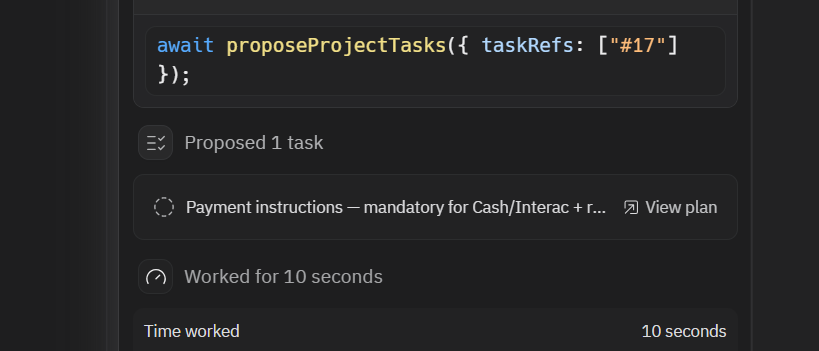 await proposeProjectTasks({ taskRefs: ["#17"]
});
Proposed 1 task
Payment instructions — mandatory for Cash/Interac + r... View plan
Worked for 10 seconds
Time worked 10 seconds